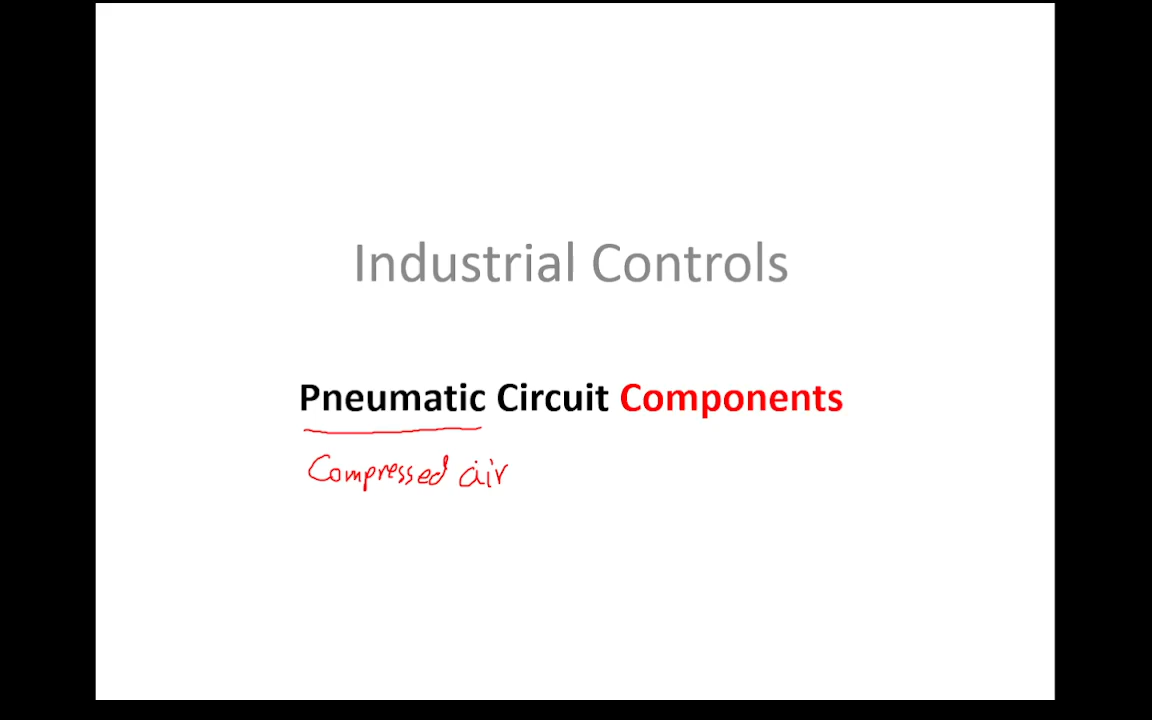 Industrial Controls
Pneumatic Circuit Components
Compressed air